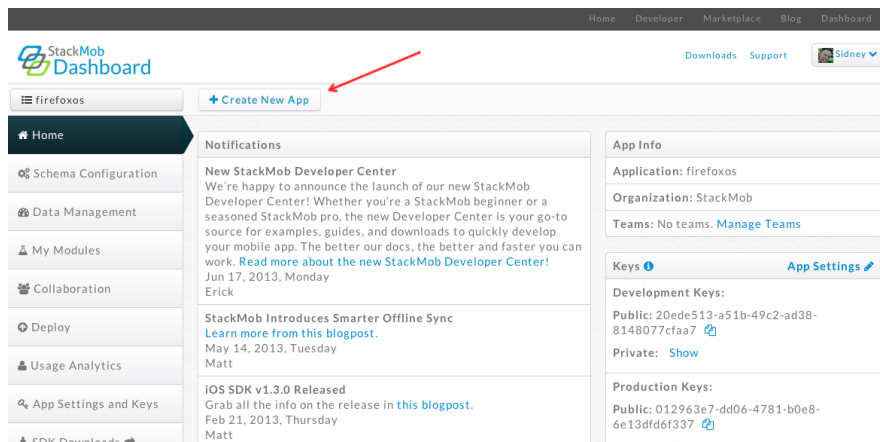 Home Developer Marketplace Blog Dashboard
StackMob
Dashboard
Downloads Support Sidney
firefoxos
+ Create New App
Home
Schema Configuration
Data Management
My Modules
Collaboration
Deploy
Usage Analytics
App Settings and Keys
SDK Downloads
Notifications
New StackMob Developer Center
We're happy to announce the launch of our new StackMob
Developer Center! Whether you're a StackMob beginner or a
seasoned StackMob pro, the new Developer Center is your go-to
source for examples, guides, and downloads to quickly develop
your mobile app. The better our docs, the better and faster you can
work. Read more about the new StackMob Developer Center!
Jun 17, 2013, Monday
Erick
StackMob Introduces Smarter Offline Sync
Learn more from this blogpost.
May 14, 2013, Tuesday
Matt
iOS SDK v1.3.0 Released
Grab all the info on the release in this blogpost.
Feb 21, 2013, Thursday
Matt
App Info
Application: firefoxos
Organization: StackMob
Teams: No teams. Manage Teams
Keys App Settings
Development Keys:
Public: 20ede513-a51b-49c2-ad38-
8148077cfaa7
Private: Show
Production Keys:
Public: 012963e7-dd06-4781-b0e8-
6e13dfd6f337